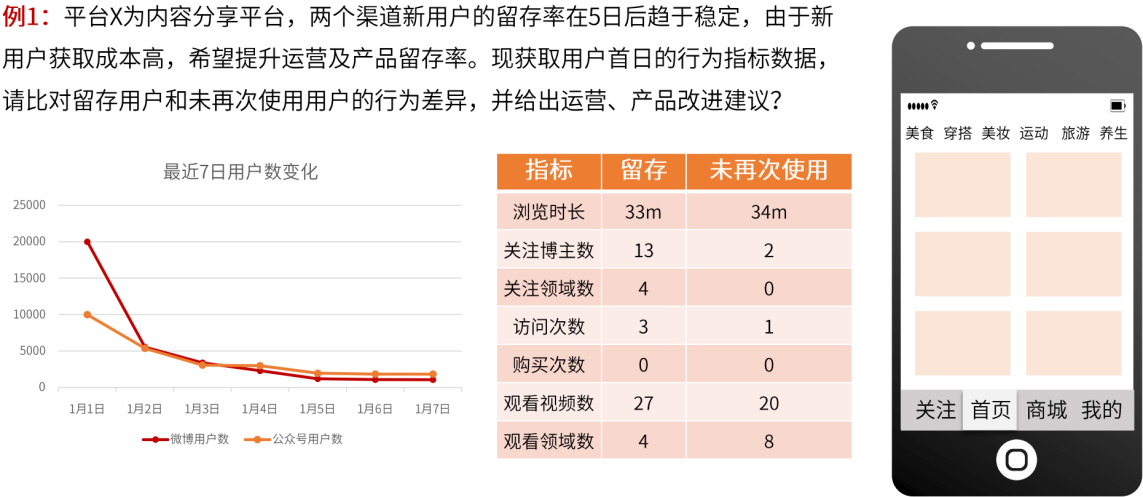 例1：平台X为内容分享平台，两个渠道新用户的留存率在5日后趋于稳定，由于新
用户获取成本高，希望提升运营及产品留存率。现获取用户首日的行为指标数据，
请比对留存用户和未再次使用用户的行为差异，并给出运营、产品改进建议？
最近7日用户数变化
25000
20000
15000
10000
5000
0
1月1日 1月2日 1月3日 1月4日 1月5日 1月6日 1月7日
微博用户数 公众号用户数
指标 留存 未再次使用
浏览时长 33m 34m
关注博主数 13 2
关注领域数 4 0
访问次数 3 1
购买次数 0 0
观看视频数 27 20
观看领域数 4 8
美食 穿搭 美妆 运动 旅游 养生
关注 首页 商城 我的